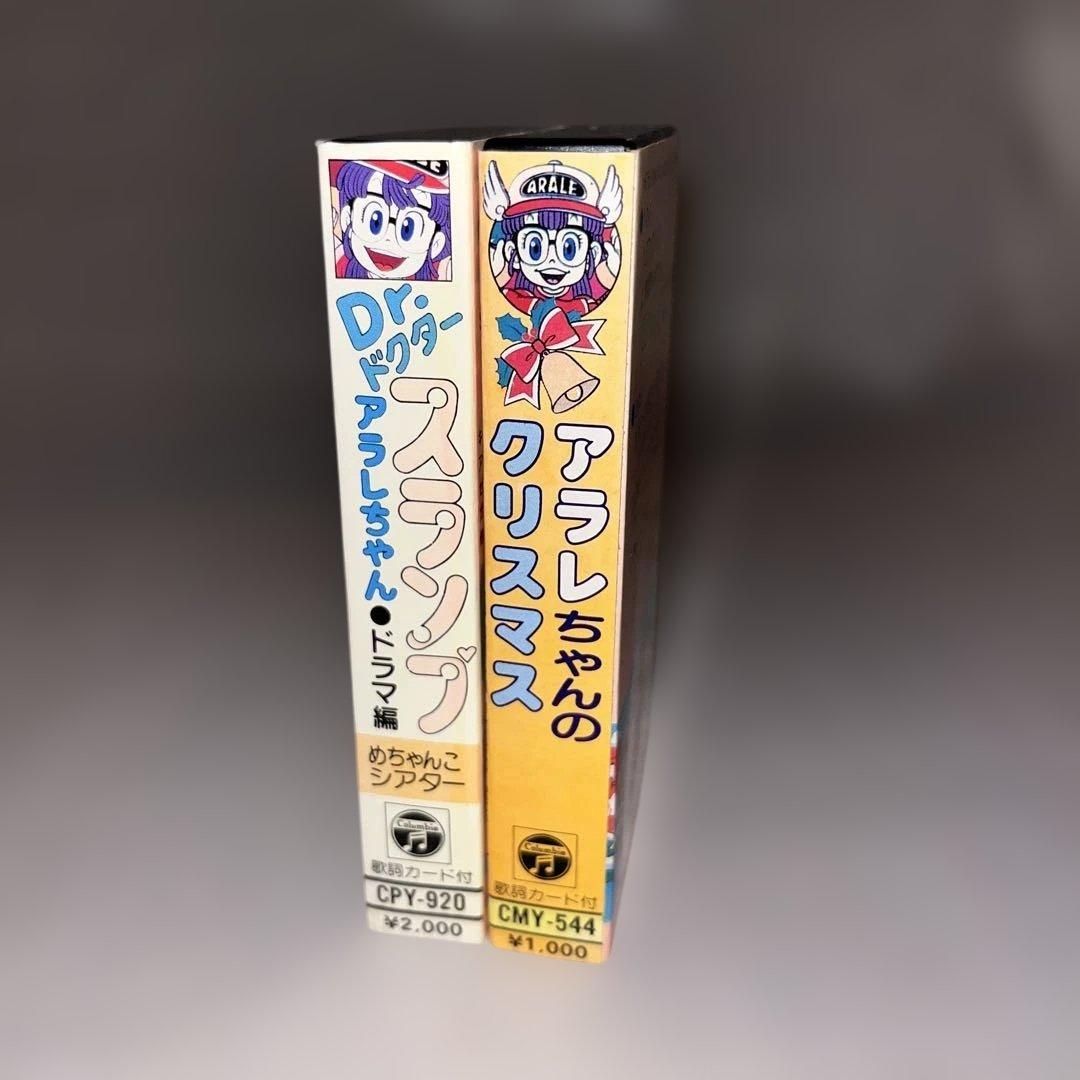 Dr.
ドクター
スランプ
アラレちゃん●ドラマ編
めちゃんこ
シアター
Columbia
歌詞カード付
CPY-920
¥2,000
ARALE
アラレちゃんの
クリスマス
Columbia
歌詞カード付
CMY-544
¥1,000